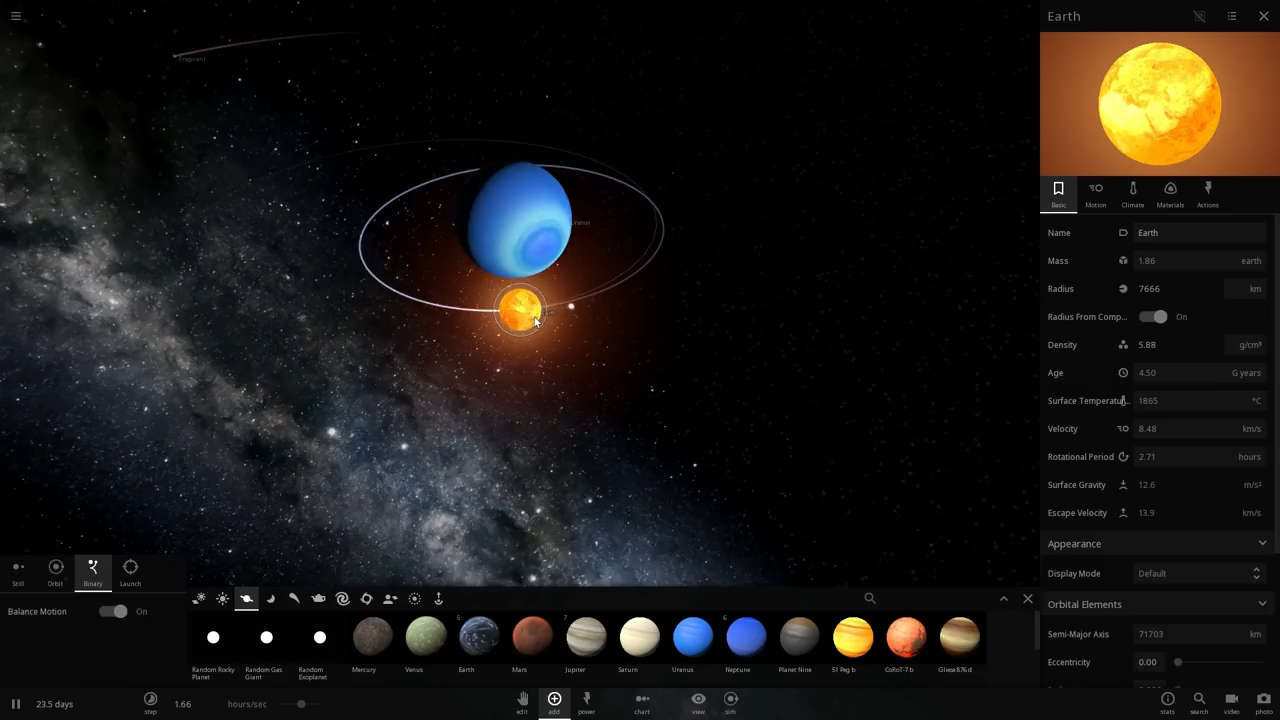 Earth
Fragment
Uranus
Basic
Motion
Climate
Materials
Actions
Name Earth
Mass 1.86 earth
Radius 7666 km
Radius From Comp... On
Density 5.88 g/cm³
Age 4.50 G years
Surface Temperatu... 1865 °C
Velocity 8.48 km/s
Rotational Period 2.71 hours
Surface Gravity 12.6 m/s²
Escape Velocity 13.9 km/s
Appearance
Display Mode Default
Orbital Elements
Semi-Major Axis 71703 km
Eccentricity 0.00
Still Orbit Binary Launch
Balance Motion On
5 7 6
Random Rocky Planet
Random Gas Giant
Random Exoplanet
Mercury
Venus
Earth
Mars
Jupiter
Saturn
Uranus
Neptune
Planet Nine
51 Peg b
CoRoT-7 b
Gliese 876 d
23.5 days
step
1.66 hours/sec
edit
add
power
chart
view
sim
stats
search
video
photo